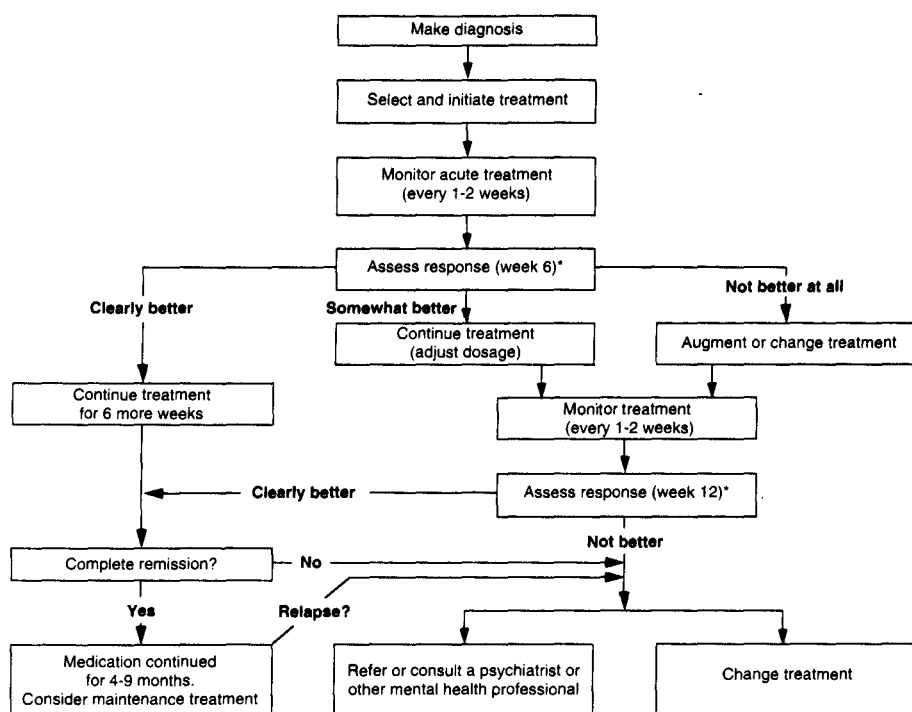 Make diagnosis
Select and initiate treatment
Monitor acute treatment
(every 1-2 weeks)
Assess response (week 6)*
Clearly better
Somewhat better
Not better at all
Continue treatment
(adjust dosage)
Augment or change treatment
Continue treatment
for 6 more weeks
Monitor treatment
(every 1-2 weeks)
Clearly better
Assess response (week 12)*
Not better
Complete remission?
No
Yes
Relapse?
Medication continued
for 4-9 months.
Consider maintenance treatment
Refer or consult a psychiatrist or
other mental health professional
Change treatment